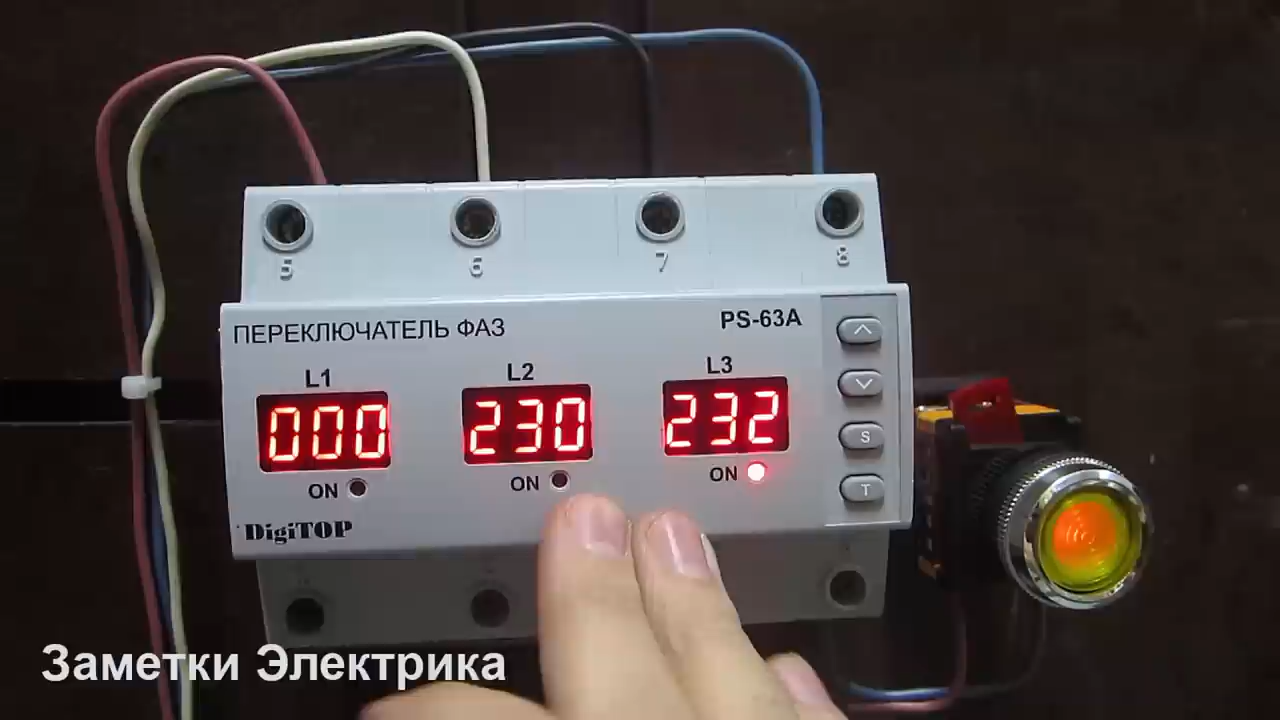 5 6 7 8
ПЕРЕКЛЮЧАТЕЛЬ ФАЗ PS-63A
L1 L2 L3
000 230 232
ON ON ON
S
T
DigiTOP
Заметки Электрика